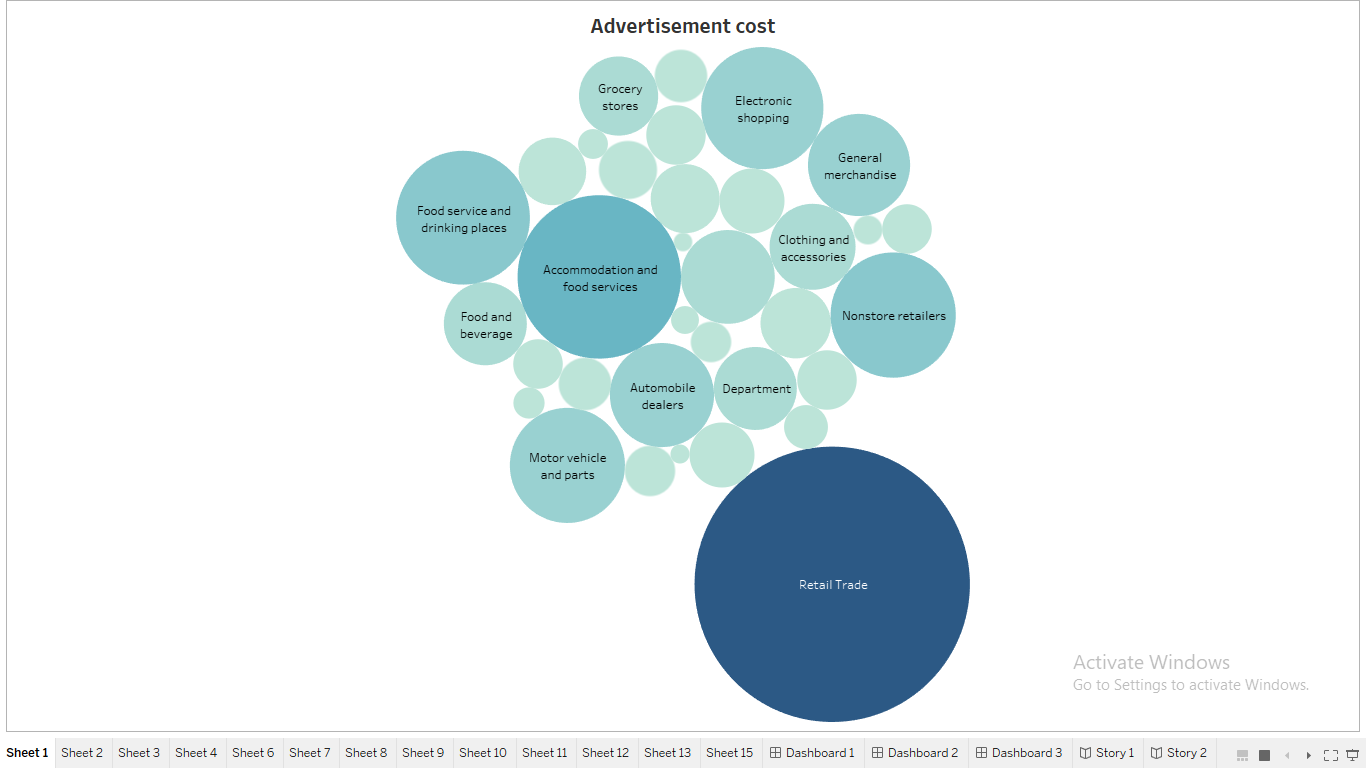 Advertisement cost
Grocery
stores
Electronic
shopping
General
merchandise
Food service and
drinking places
Clothing and
accessories
Accommodation and
food services
Food and
beverage
Nonstore retailers
Automobile
dealers
Department
Motor vehicle
and parts
Retail Trade
Activate Windows
Go to Settings to activate Windows.
Sheet 1 Sheet 2 Sheet 3 Sheet 4 Sheet 6 Sheet 7 Sheet 8 Sheet 9 Sheet 10 Sheet 11 Sheet 12 Sheet 13 Sheet 15 Dashboard 1 Dashboard 2 Dashboard 3 Story 1 Story 2